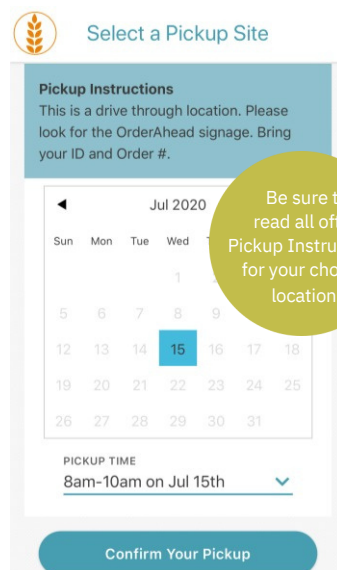 Select a Pickup Site
Pickup Instructions
This is a drive through location. Please
look for the OrderAhead signage. Bring
your ID and Order #.
Jul 2020
Sun Mon Tue Wed
1
5 6 7 8 9
12 13 14 15 16 17 18
19 20 21 22 23 24 25
26 27 28 29 30 31
Be sure t
read all oft
Pickup Instru
for your cho
location
PICKUP TIME
8am-10am on Jul 15th
Confirm Your Pickup